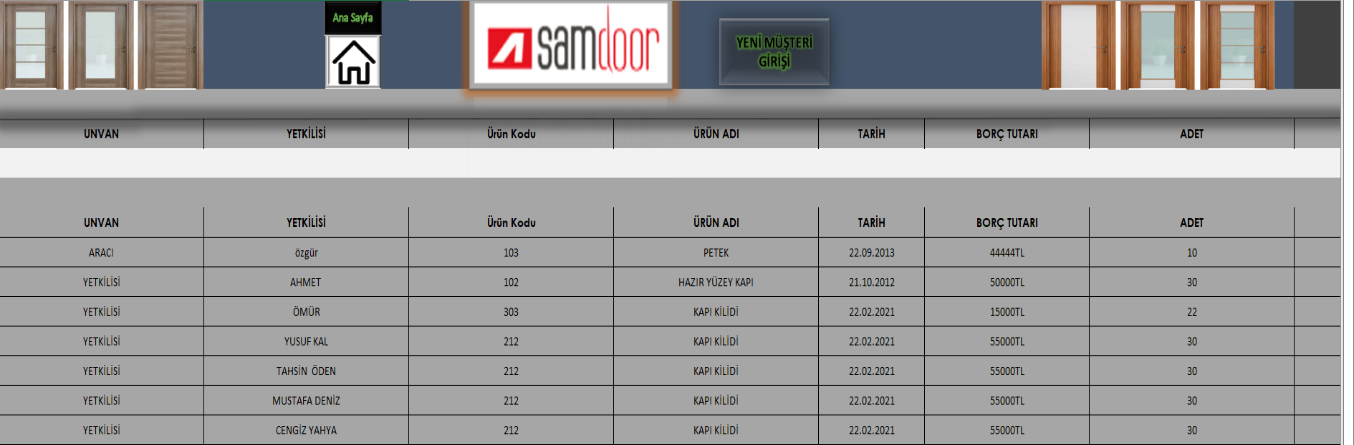 Ana Sayfa
samdoor
YENİ MÜŞTERİ
GİRİŞİ
UNVAN YETKİLİSİ Ürün Kodu ÜRÜN ADI TARİH BORÇ TUTARI ADET
UNVAN YETKİLİSİ Ürün Kodu ÜRÜN ADI TARİH BORÇ TUTARI ADET
ARACI özgür 103 PETEK 22.09.2013 44444TL 10
YETKİLİSİ AHMET 102 HAZIR YÜZEY KAPI 21.10.2012 50000TL 30
YETKİLİSİ ÖMÜR 303 KAPI KİLİDİ 22.02.2021 15000TL 22
YETKİLİSİ YUSUF KAL 212 KAPI KİLİDİ 22.02.2021 55000TL 30
YETKİLİSİ TAHSİN ÖDEN 212 KAPI KİLİDİ 22.02.2021 55000TL 30
YETKİLİSİ MUSTAFA DENİZ 212 KAPI KİLİDİ 22.02.2021 55000TL 30
YETKİLİSİ CENGİZ YAHYA 212 KAPI KİLİDİ 22.02.2021 55000TL 30